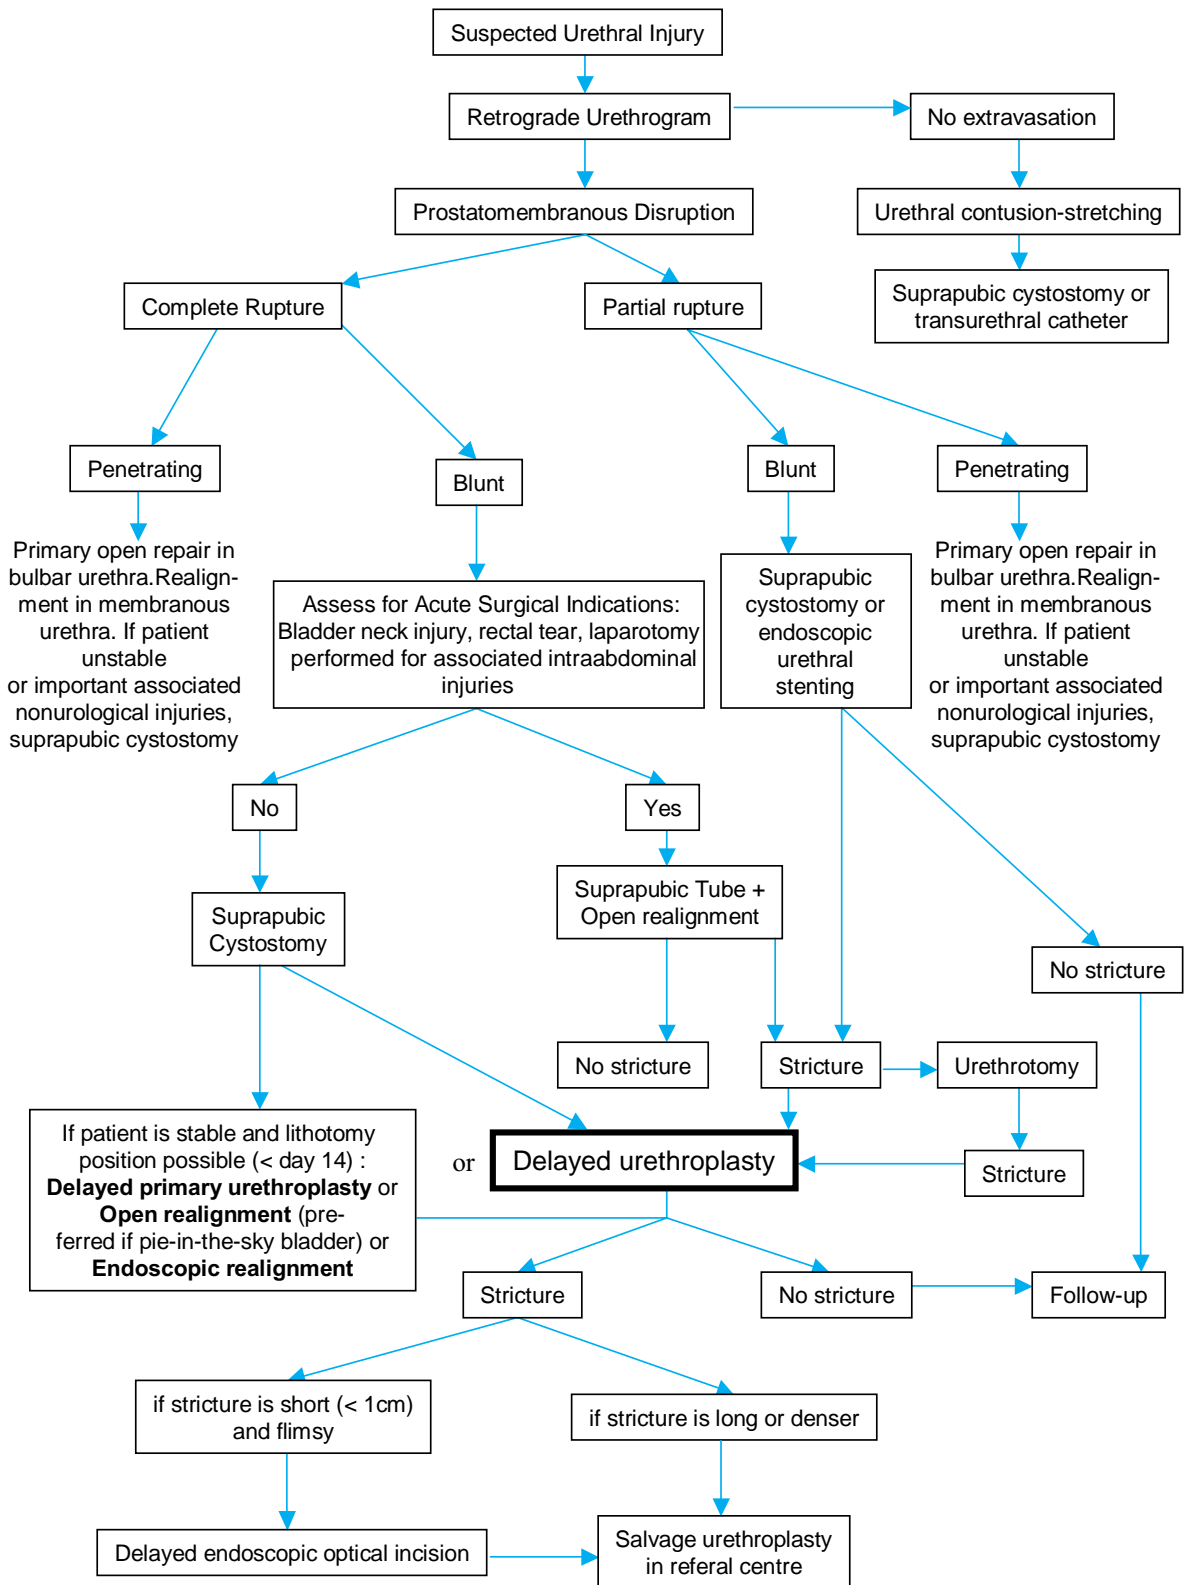 Suspected Urethral Injury
Retrograde Urethrogram
No extravasation
Prostatomembranous Disruption
Urethral contusion-stretching
Complete Rupture
Partial rupture
Suprapubic cystostomy or
transurethral catheter
Penetrating
Blunt
Blunt
Penetrating
Primary open repair in
bulbar urethra.Realign-
ment in membranous
urethra. If patient
unstable
or important associated
nonurological injuries,
suprapubic cystostomy
Assess for Acute Surgical Indications:
Bladder neck injury, rectal tear, laparotomy
performed for associated intraabdominal
injuries
Suprapubic
cystostomy or
endoscopic
urethral
stenting
Primary open repair in
bulbar urethra.Realign-
ment in membranous
urethra. If patient
unstable
or important associated
nonurological injuries,
suprapubic cystostomy
No
Yes
Suprapubic
Cystostomy
Suprapubic Tube +
Open realignment
No stricture
No stricture
Stricture
Urethrotomy
If patient is stable and lithotomy
position possible (< day 14) :
Delayed primary urethroplasty or
Open realignment (pre-
ferred if pie-in-the-sky bladder) or
Endoscopic realignment
or
Delayed urethroplasty
Stricture
Stricture
No stricture
Follow-up
if stricture is short (< 1cm)
and flimsy
if stricture is long or denser
Delayed endoscopic optical incision
Salvage urethroplasty
in referal centre